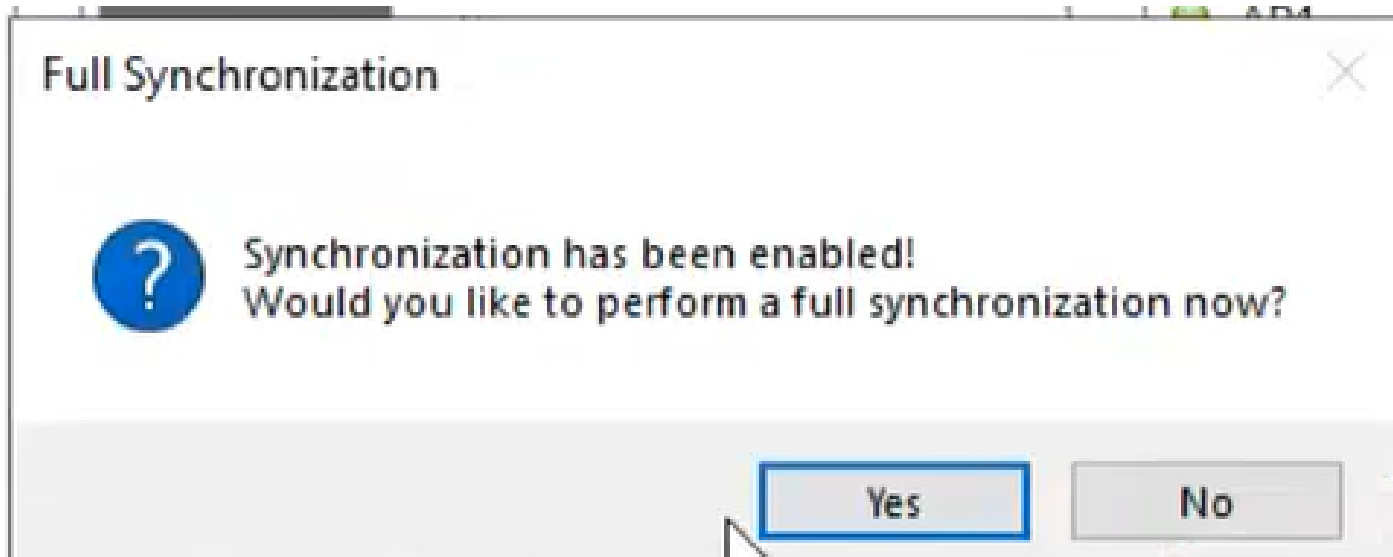 Full Synchronization
Synchronization has been enabled!
Would you like to perform a full synchronization now?
Yes
No